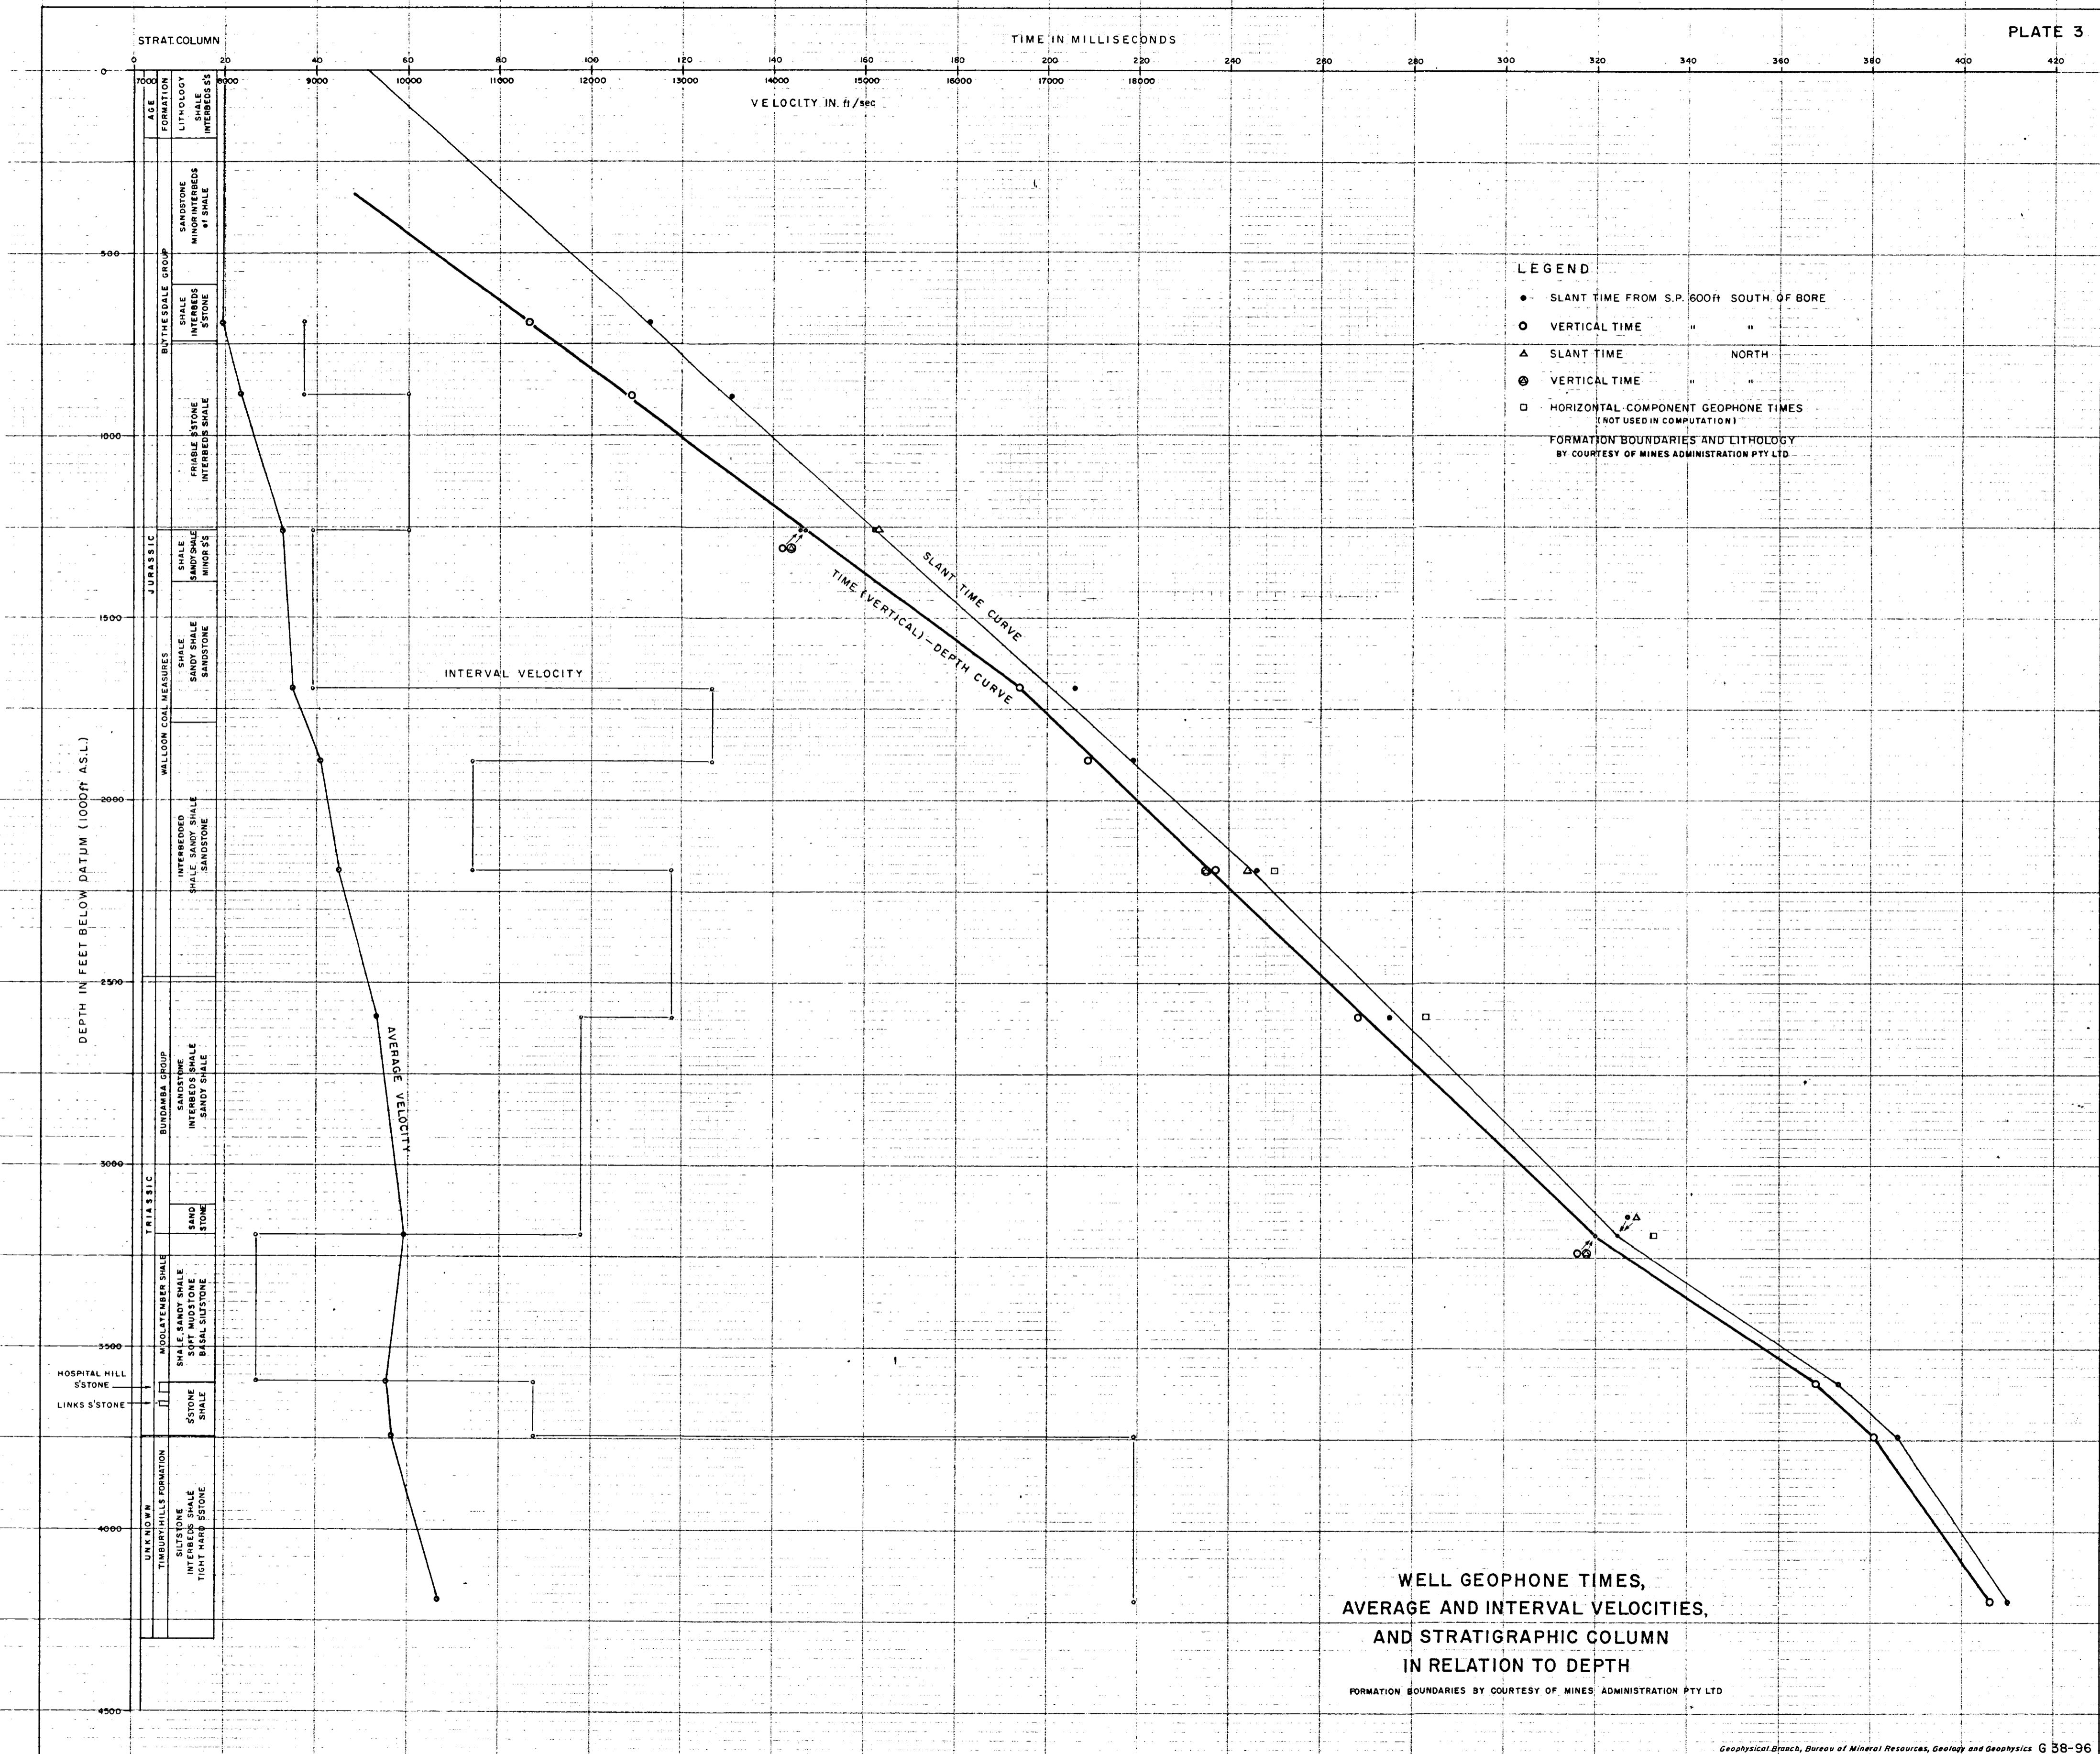 PLATE 3
STRAT. COLUMN
TIME IN MILLISECONDS
0 20 40 60 80 100 120 140 160 180 200 220 240 260 280 300 320 340 360 380 400 420
7000 8000 9000 10000 11000 12000 13000 14000 15000 16000 17000 18000
VELOCITY IN ft/sec
AGE
FORMATION
LITHOLOGY
SHALE
INTERBEDS S'S
SANDSTONE
MINOR INTERBEDS
of SHALE
BLYTHESDALE GROUP
SHALE
INTERBEDS
S'STONE
FRIABLE S'STONE
INTERBEDS SHALE
JURASSIC
SHALE
SANDY SHALE
MINOR S'S
WALLOON COAL MEASURES
SHALE
SANDY SHALE
SANDSTONE
INTERBEDDED
SHALE SANDY SHALE
SANDSTONE
TRIASSIC
BUNDAMBA GROUP
SANDSTONE
INTERBEDS SHALE
SANDY SHALE
SAND
STONE
MOOLAYEMBER SHALE
SHALE, SANDY SHALE
SOFT MUDSTONE
BASAL SILTSTONE
HOSPITAL HILL
S'STONE
LINKS S'STONE
S'STONE
SHALE
UNKNOWN
TIMBURY HILLS FORMATION
SILTSTONE
INTERBEDS SHALE
TIGHT HARD S'STONE
DEPTH IN FEET BELOW DATUM (1000ft A.S.L.)
0
500
1000
1500
2000
2500
3000
3500
4000
4500
INTERVAL VELOCITY
AVERAGE VELOCITY
SLANT TIME CURVE
TIME (VERTICAL) - DEPTH CURVE
LEGEND
SLANT TIME FROM S.P. 600ft SOUTH OF BORE
VERTICAL TIME " "
SLANT TIME NORTH
VERTICAL TIME " "
HORIZONTAL-COMPONENT GEOPHONE TIMES
(NOT USED IN COMPUTATION)
FORMATION BOUNDARIES AND LITHOLOGY
BY COURTESY OF MINES ADMINISTRATION PTY LTD
WELL GEOPHONE TIMES,
AVERAGE AND INTERVAL VELOCITIES,
AND STRATIGRAPHIC COLUMN
IN RELATION TO DEPTH
FORMATION BOUNDARIES BY COURTESY OF MINES ADMINISTRATION PTY LTD
Geophysical Branch, Bureau of Mineral Resources, Geology and Geophysics G 38-96